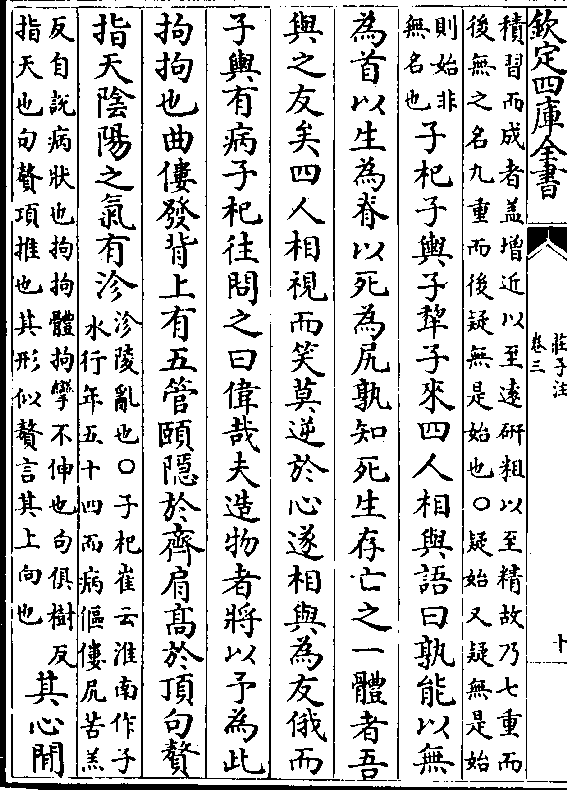 欽定四庫全書
莊子注
卷三
十
積習而成者蓋增近以至遠研粗以至精故乃七重而
後無之名九重而後疑無是始也〇疑始又疑無是始
則始非
無名也
子杞子輿子犂子來四人相與語曰孰能以無
為首以生為脊以死為尻孰知死生存亡之一體者吾
與之友矣四人相視而笑莫逆於心遂相與為友俄而
子輿有病子杞往問之曰偉哉夫造物者將以予為此
拘拘也曲僂發背上有五管頤隱於齊肩髙於頂句贅
指天陰陽之氣有沴
沴陵亂也〇子杞崔云淮南作子
水行年五十四而病傴僂尻苦羔
反自説病狀也拘拘體拘攣不伸也句俱樹反
指天也句贅項推也其形似贅言其上向也
其心閒